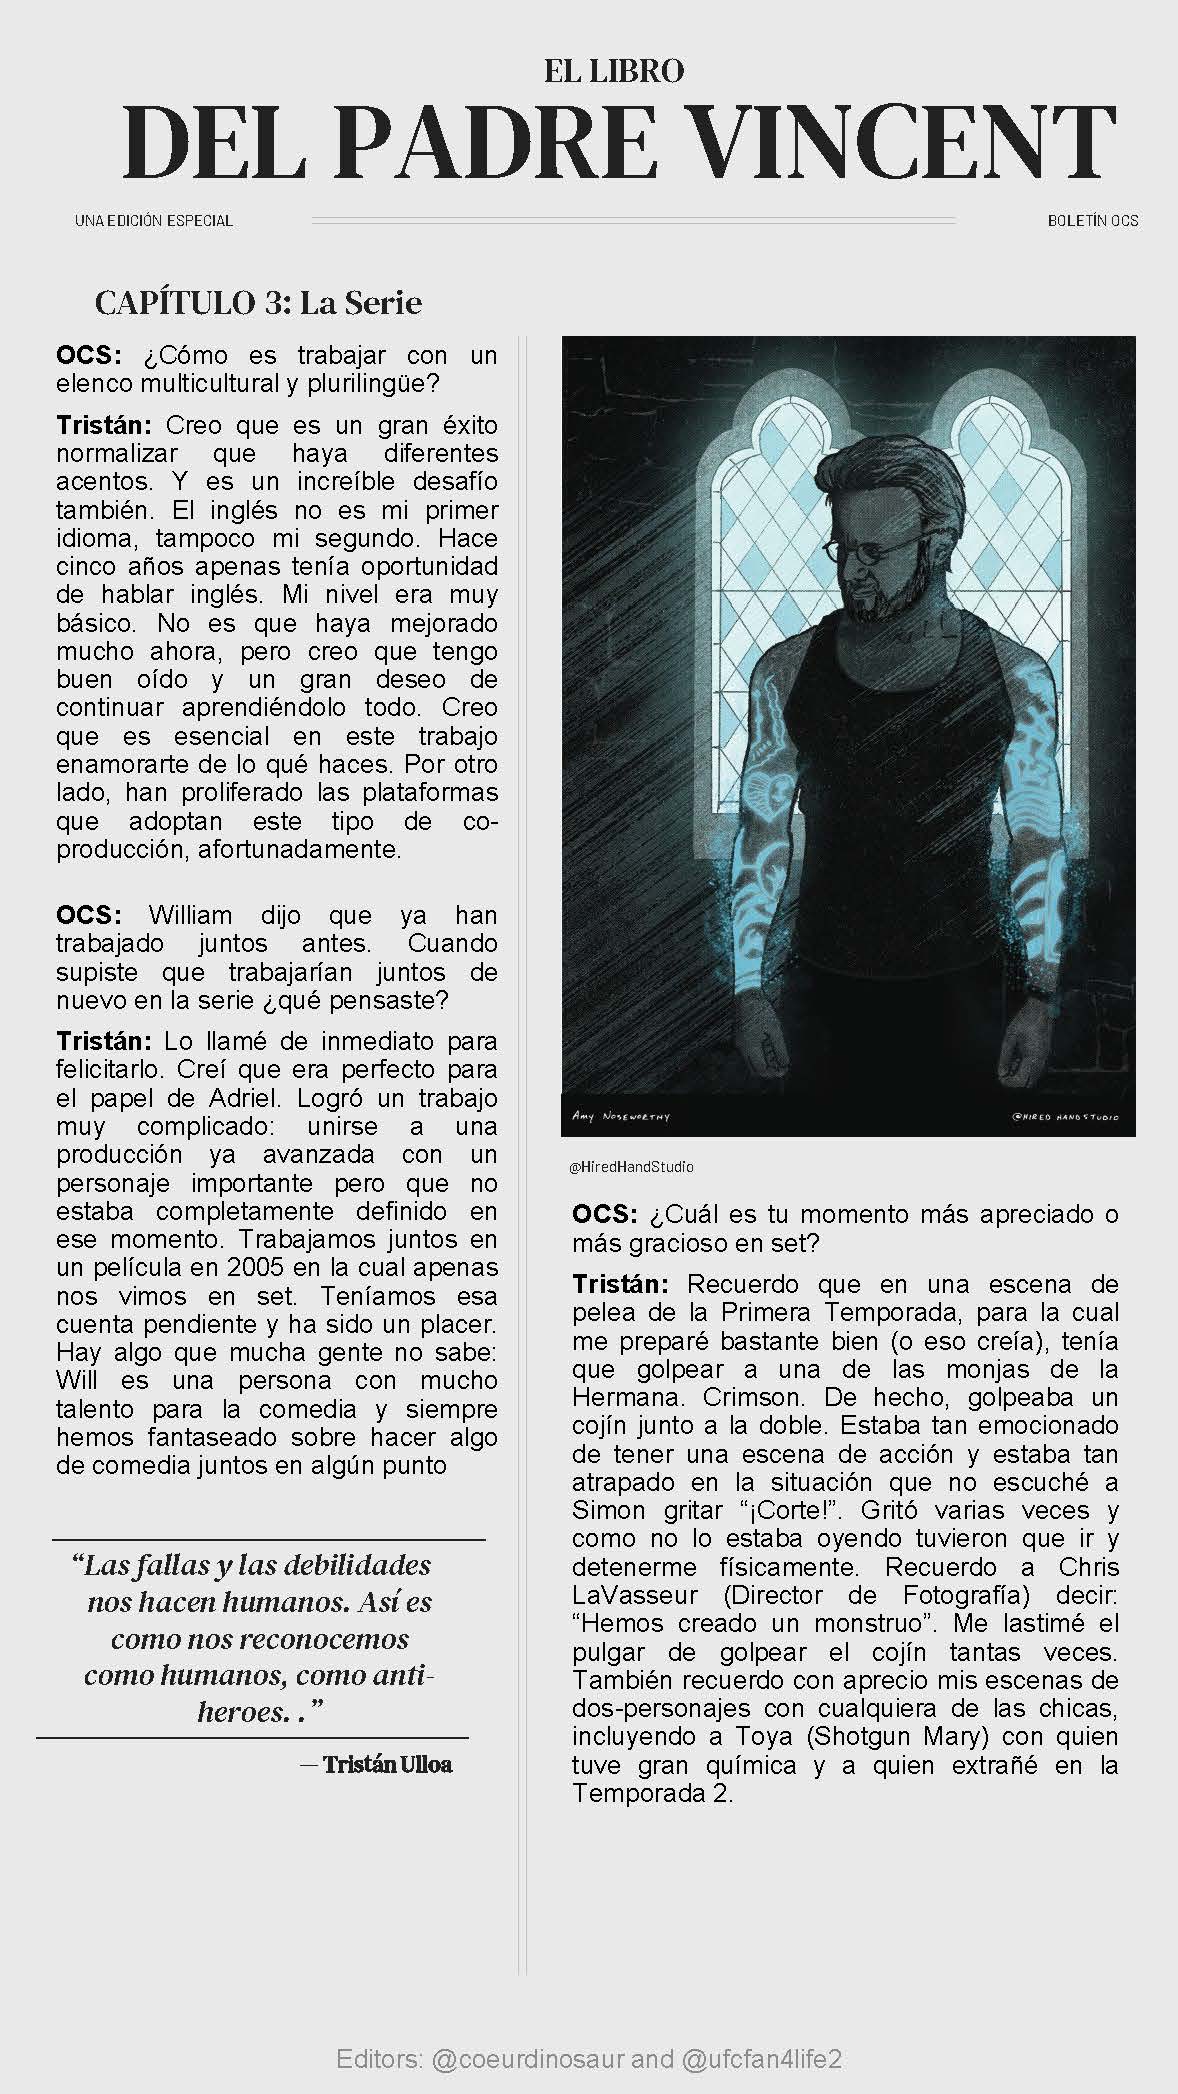 EL LIBRO
DEL PADRE VINCENT
UNA EDICIÓN ESPECIAL
BOLETÍN OCS
CAPÍTULO 3: La Serie
OCS: ¿Cómo es trabajar con un
elenco multicultural y plurilingüe?
Tristán: Creo que es un gran éxito
normalizar que haya diferentes
acentos. Y es un increíble desafío
también. El inglés no es mi primer
idioma, tampoco mi segundo. Hace
cinco años apenas tenía oportunidad
de hablar inglés. Mi nivel era muy
básico. No es que haya mejorado
mucho ahora, pero creo que tengo
buen oído y un gran deseo de
continuar aprendiéndolo todo. Creo
que es esencial en este trabajo
enamorarte de lo qué haces. Por otro
lado, han proliferado las plataformas
que adoptan este tipo de co-
producción, afortunadamente.
OCS: William dijo que ya han
trabajado juntos antes. Cuando
supiste que trabajarían juntos de
nuevo en la serie ¿qué pensaste?
Tristán: Lo llamé de inmediato para
felicitarlo. Creí que era perfecto para
el papel de Adriel. Logró un trabajo
muy complicado: unirse a una
producción ya avanzada con un
personaje importante pero que no
estaba completamente definido en
ese momento. Trabajamos juntos en
un película en 2005 en la cual apenas
nos vimos en set. Teníamos esa
cuenta pendiente y ha sido un placer.
Hay algo que mucha gente no sabe:
Will es una persona con mucho
talento para la comedia y siempre
hemos fantaseado sobre hacer algo
de comedia juntos en algún punto
“Las fallas y las debilidades
nos hacen humanos. Así es
como nos reconocemos
como humanos, como anti-
heroes. .”
— Tristán Ulloa
Amy Noseworthy
@HIRED HANDSTUDIO
@HiredHandStudio
OCS: ¿Cuál es tu momento más apreciado o
más gracioso en set?
Tristán: Recuerdo que en una escena de
pelea de la Primera Temporada, para la cual
me preparé bastante bien (o eso creía), tenía
que golpear a una de las monjas de la
Hermana. Crimson. De hecho, golpeaba un
cojín junto a la doble. Estaba tan emocionado
de tener una escena de acción y estaba tan
atrapado en la situación que no escuché a
Simon gritar “¡Corte!”. Gritó varias veces y
como no lo estaba oyendo tuvieron que ir y
detenerme físicamente. Recuerdo a Chris
LaVasseur (Director de Fotografía) decir:
“Hemos creado un monstruo”. Me lastimé el
pulgar de golpear el cojín tantas veces.
También recuerdo con aprecio mis escenas de
dos-personajes con cualquiera de las chicas,
incluyendo a Toya (Shotgun Mary) con quien
tuve gran química y a quien extrañé en la
Temporada 2.
Editors: @coeurdinosaur and @ufcfan4life2